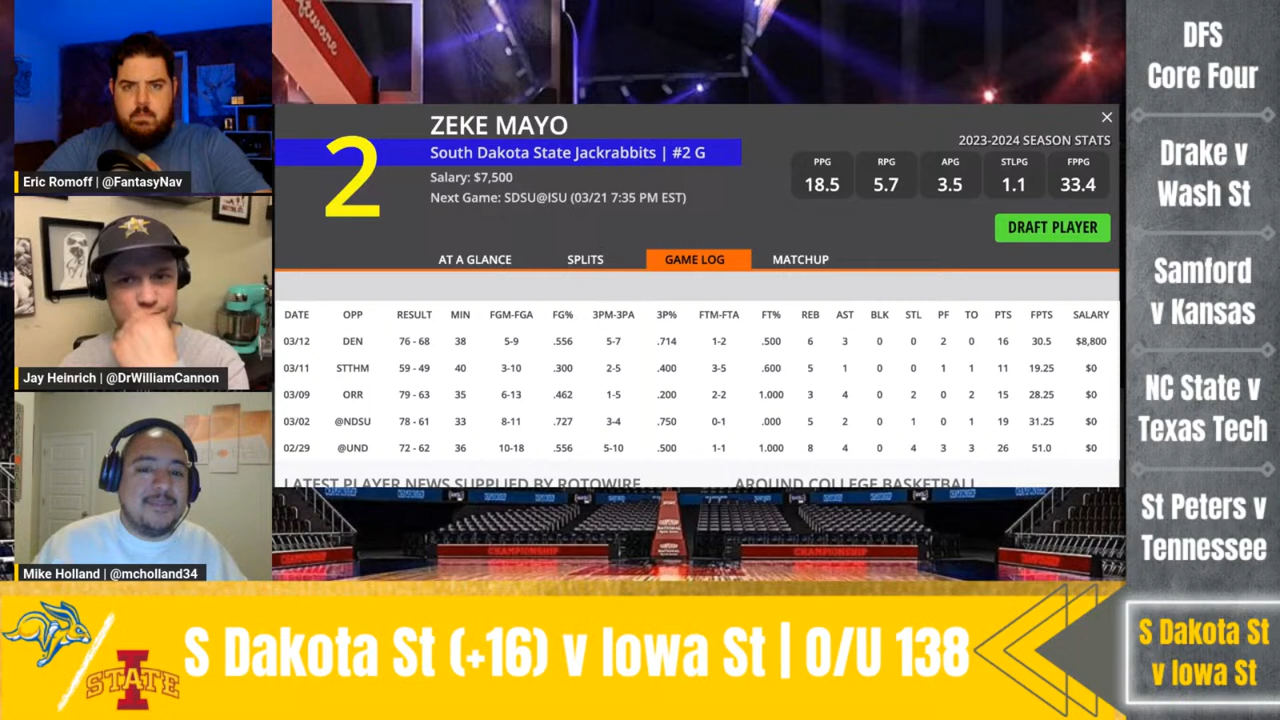 Eric Romoff | @FantasyNav
Jay Heinrich | @DrWilliamCannon
Mike Holland | @mcholland34
2
ZEKE MAYO
South Dakota State Jackrabbits | #2 G
Salary: $7,500
Next Game: SDSU@ISU (03/21 7:35 PM EST)
2023-2024 SEASON STATS
PPG RPG APG STLPG FPPG
18.5 5.7 3.5 1.1 33.4
DRAFT PLAYER
AT A GLANCE SPLITS GAME LOG MATCHUP
DATE OPP RESULT MIN FGM-FGA FG% 3PM-3PA 3P% FTM-FTA FT% REB AST BLK STL PF TO PTS FPTS SALARY
03/12 DEN 76 - 68 38 5-9 .556 5-7 .714 1-2 .500 6 3 0 0 2 0 16 30.5 $8,800
03/11 STTHM 59 - 49 40 3-10 .300 2-5 .400 3-5 .600 5 1 0 0 1 1 11 19.25 $0
03/09 ORR 79 - 63 35 6-13 .462 1-5 .200 2-2 1.000 3 4 0 2 0 2 15 28.25 $0
03/02 @NDSU 78 - 61 33 8-11 .727 3-4 .750 0-1 .000 5 2 0 1 0 1 19 31.25 $0
02/29 @UND 72 - 62 36 10-18 .556 5-10 .500 1-1 1.000 8 4 0 4 3 3 26 51.0 $0
LATEST PLAYER NEWS SUPPLIED BY ROTOWIRE AROUND COLLEGE BASKETBALL
CHAMPIONSHIP
CHAMPIONSHIP
STATE
S Dakota St (+16) v Iowa St | O/U 138
DFS
Core Four
Drake v
Wash St
Samford
v Kansas
NC State v
Texas Tech
St Peters v
Tennessee
S Dakota St
v Iowa St